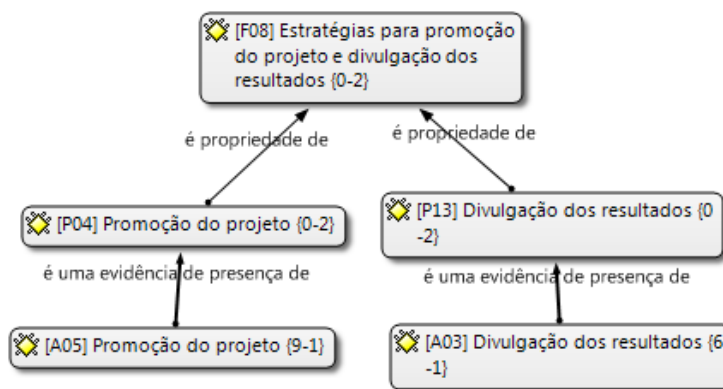 [F08] Estratégias para promoção
do projeto e divulgação dos
resultados {0-2}
é propriedade de
é propriedade de
[P04] Promoção do projeto {0-2}
[P13] Divulgação dos resultados {0
-2}
é uma evidência de presença de
é uma evidência de presença de
[A05] Promoção do projeto {9-1}
[A03] Divulgação dos resultados {6
-1}